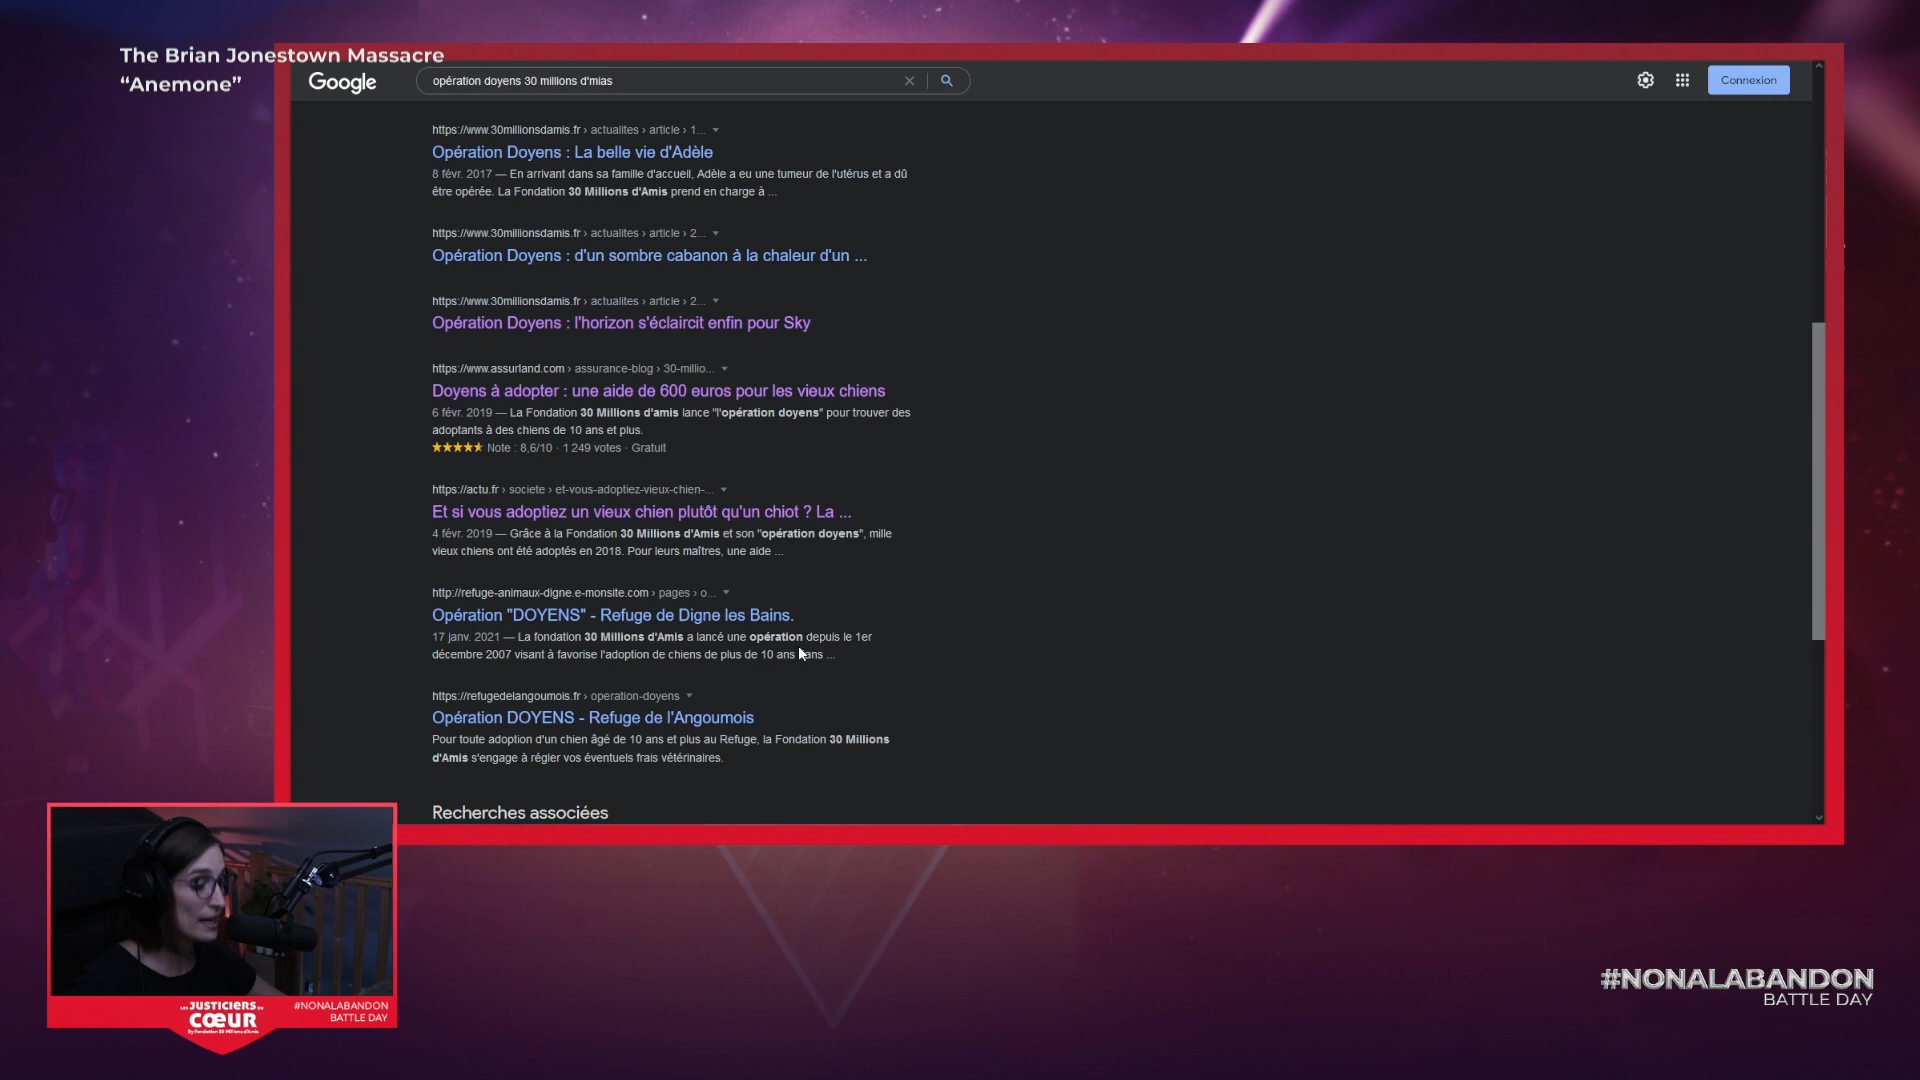 The Brian Jonestown Massacre
“Anemone”
Google
opération doyens 30 millions d'mias
Connexion
https://www.30millionsdamis.fr › actualites › article › 1...
Opération Doyens : La belle vie d'Adèle
8 févr. 2017 — En arrivant dans sa famille d'accueil, Adèle a eu une tumeur de l'utérus et a dû
être opérée. La Fondation 30 Millions d'Amis prend en charge à ...
https://www.30millionsdamis.fr › actualites › article › 2...
Opération Doyens : d'un sombre cabanon à la chaleur d'un ...
https://www.30millionsdamis.fr › actualites › article › 2...
Opération Doyens : l'horizon s'éclaircit enfin pour Sky
https://www.assurland.com › assurance-blog › 30-millio...
Doyens à adopter : une aide de 600 euros pour les vieux chiens
6 févr. 2019 — La Fondation 30 Millions d'amis lance "l'opération doyens" pour trouver des
adoptants à des chiens de 10 ans et plus.
Note : 8,6/10 · 1 249 votes · Gratuit
https://actu.fr › societe › et-vous-adoptiez-vieux-chien-...
Et si vous adoptiez un vieux chien plutôt qu'un chiot ? La ...
4 févr. 2019 — Grâce à la Fondation 30 Millions d'Amis et son "opération doyens", mille
vieux chiens ont été adoptés en 2018. Pour leurs maîtres, une aide ...
http://refuge-animaux-digne.e-monsite.com › pages › o...
Opération "DOYENS" - Refuge de Digne les Bains.
17 janv. 2021 — La fondation 30 Millions d'Amis a lancé une opération depuis le 1er
décembre 2007 visant à favorise l'adoption de chiens de plus de 10 ans ...
https://refugedelangoumois.fr › operation-doyens
Opération DOYENS - Refuge de l'Angoumois
Pour toute adoption d'un chien âgé de 10 ans et plus au Refuge, la Fondation 30 Millions
d'Amis s'engage à régler vos éventuels frais vétérinaires.
Recherches associées
LES JUSTICIERS DU
CŒUR
By Fondation 30 Millions d'Amis
#NONALABANDON
BATTLE DAY
#NONALABANDON
BATTLE DAY